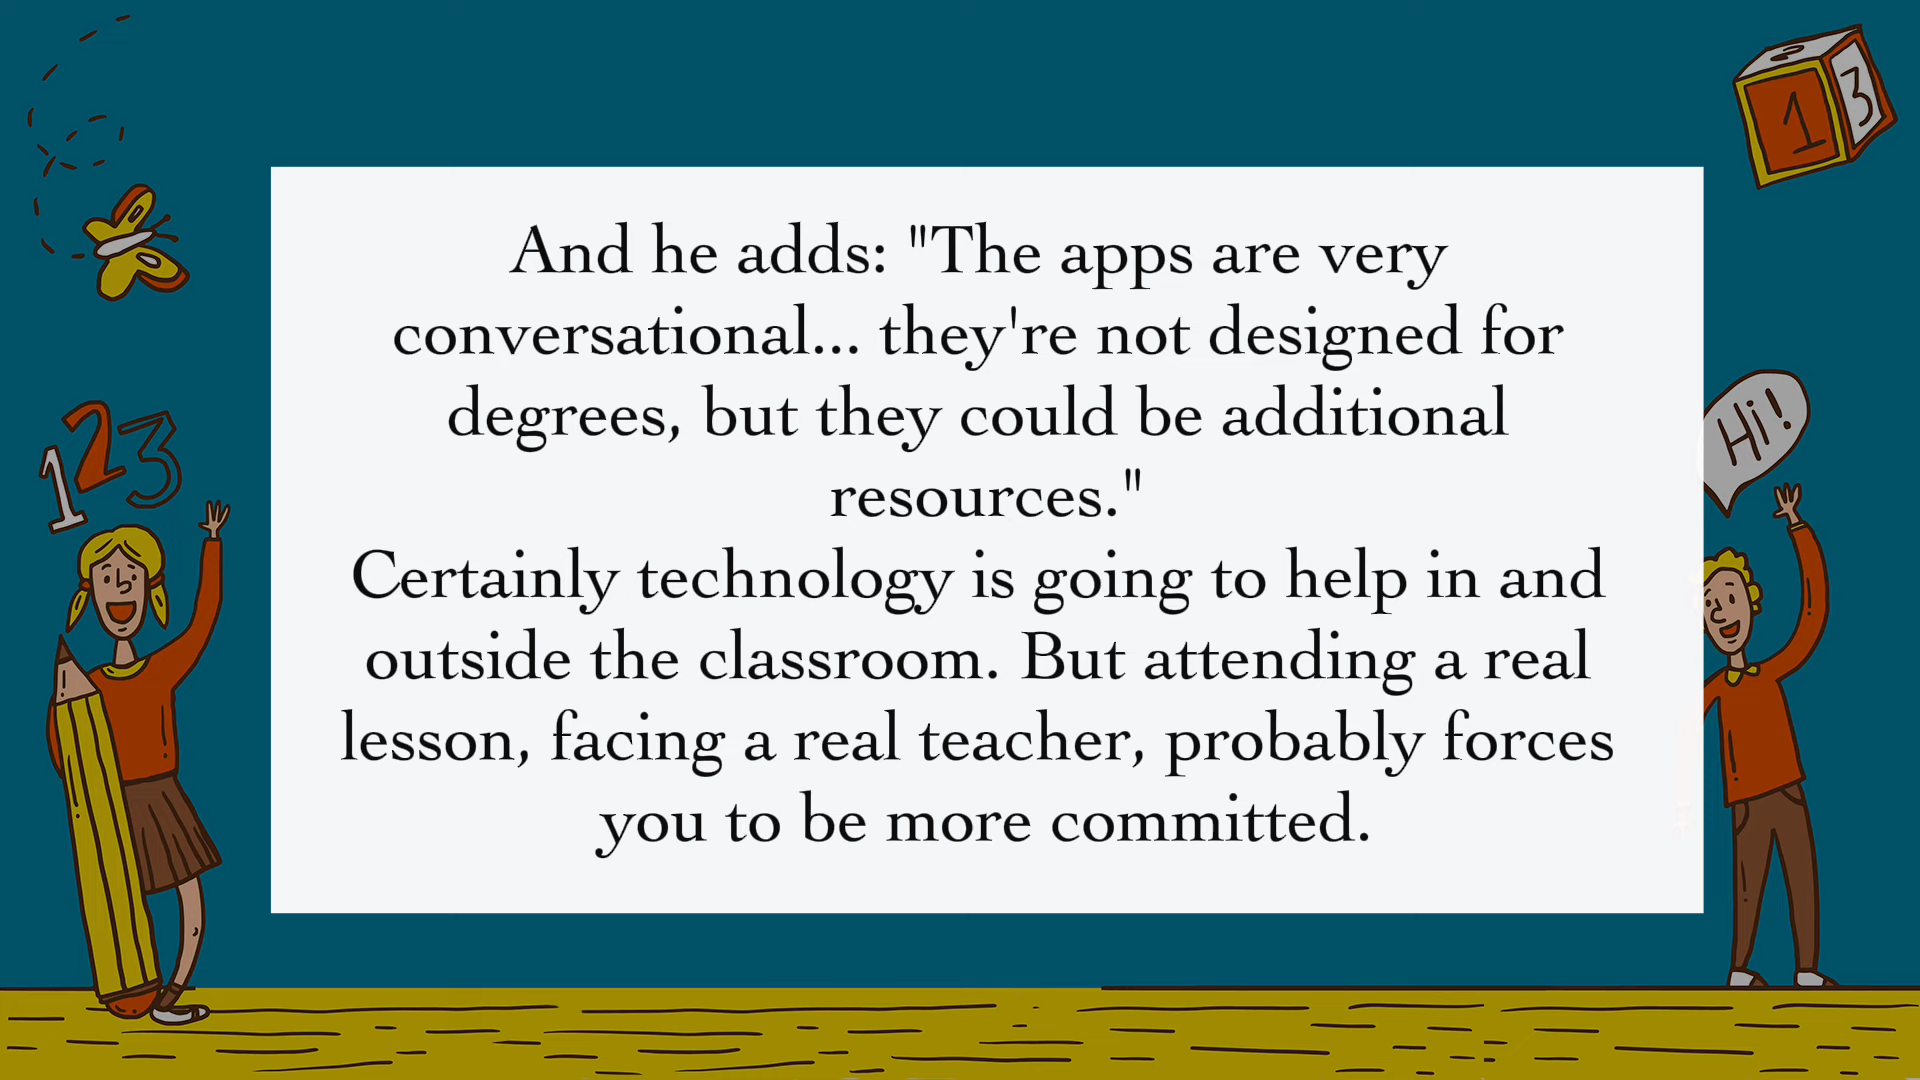 And he adds: "The apps are very
conversational... they're not designed for
degrees, but they could be additional
resources."
Certainly technology is going to help in and
outside the classroom. But attending a real
lesson, facing a real teacher, probably forces
you to be more committed.
1 2 3
1 3
Hi!